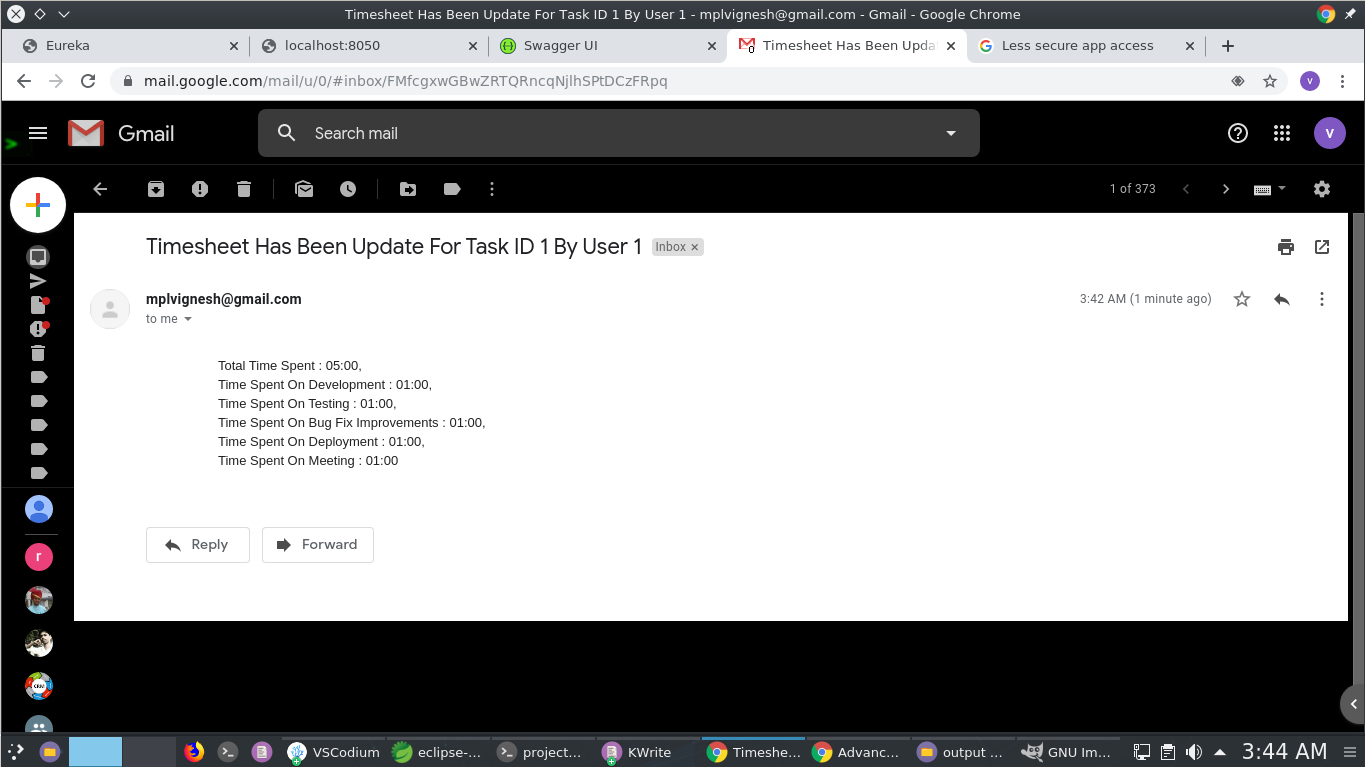 Timesheet Has Been Update For Task ID 1 By User 1 - mplvignesh@gmail.com - Gmail - Google Chrome
Eureka
localhost:8050
Swagger UI
Timesheet Has Been Upda
Less secure app access
mail.google.com/mail/u/0/#inbox/FMfcgxwGBwZRTQRncqNjlhSPtDCzFRpq
V
Gmail
Search mail
V
1 of 373
Timesheet Has Been Update For Task ID 1 By User 1
Inbox
mplvignesh@gmail.com
3:42 AM (1 minute ago)
to me
Total Time Spent : 05:00,
Time Spent On Development : 01:00,
Time Spent On Testing : 01:00,
Time Spent On Bug Fix Improvements : 01:00,
Time Spent On Deployment : 01:00,
Time Spent On Meeting : 01:00
Reply
Forward
r
CRM
VSCodium
eclipse-...
project...
KWrite
Timeshe...
Advanc...
output ...
GNU Im...
3:44 AM